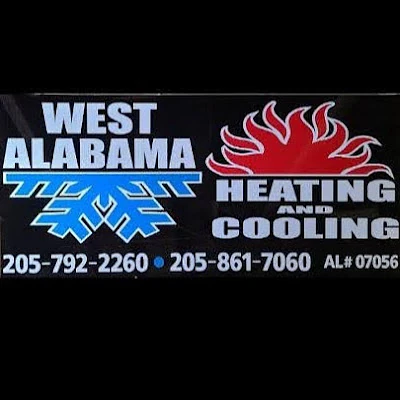 WEST
ALABAMA
HEATING
AND
COOLING
205-792-2260 • 205-861-7060 AL# 07056